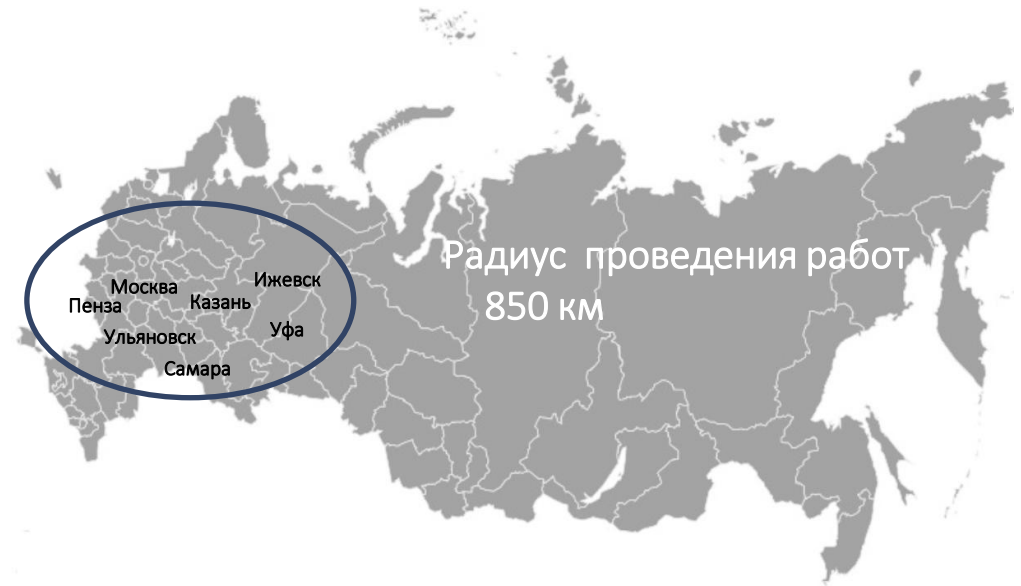 Радиус проведения работ
850 км
Ижевск
Москва
Казань
Пенза
Уфа
Ульяновск
Самара